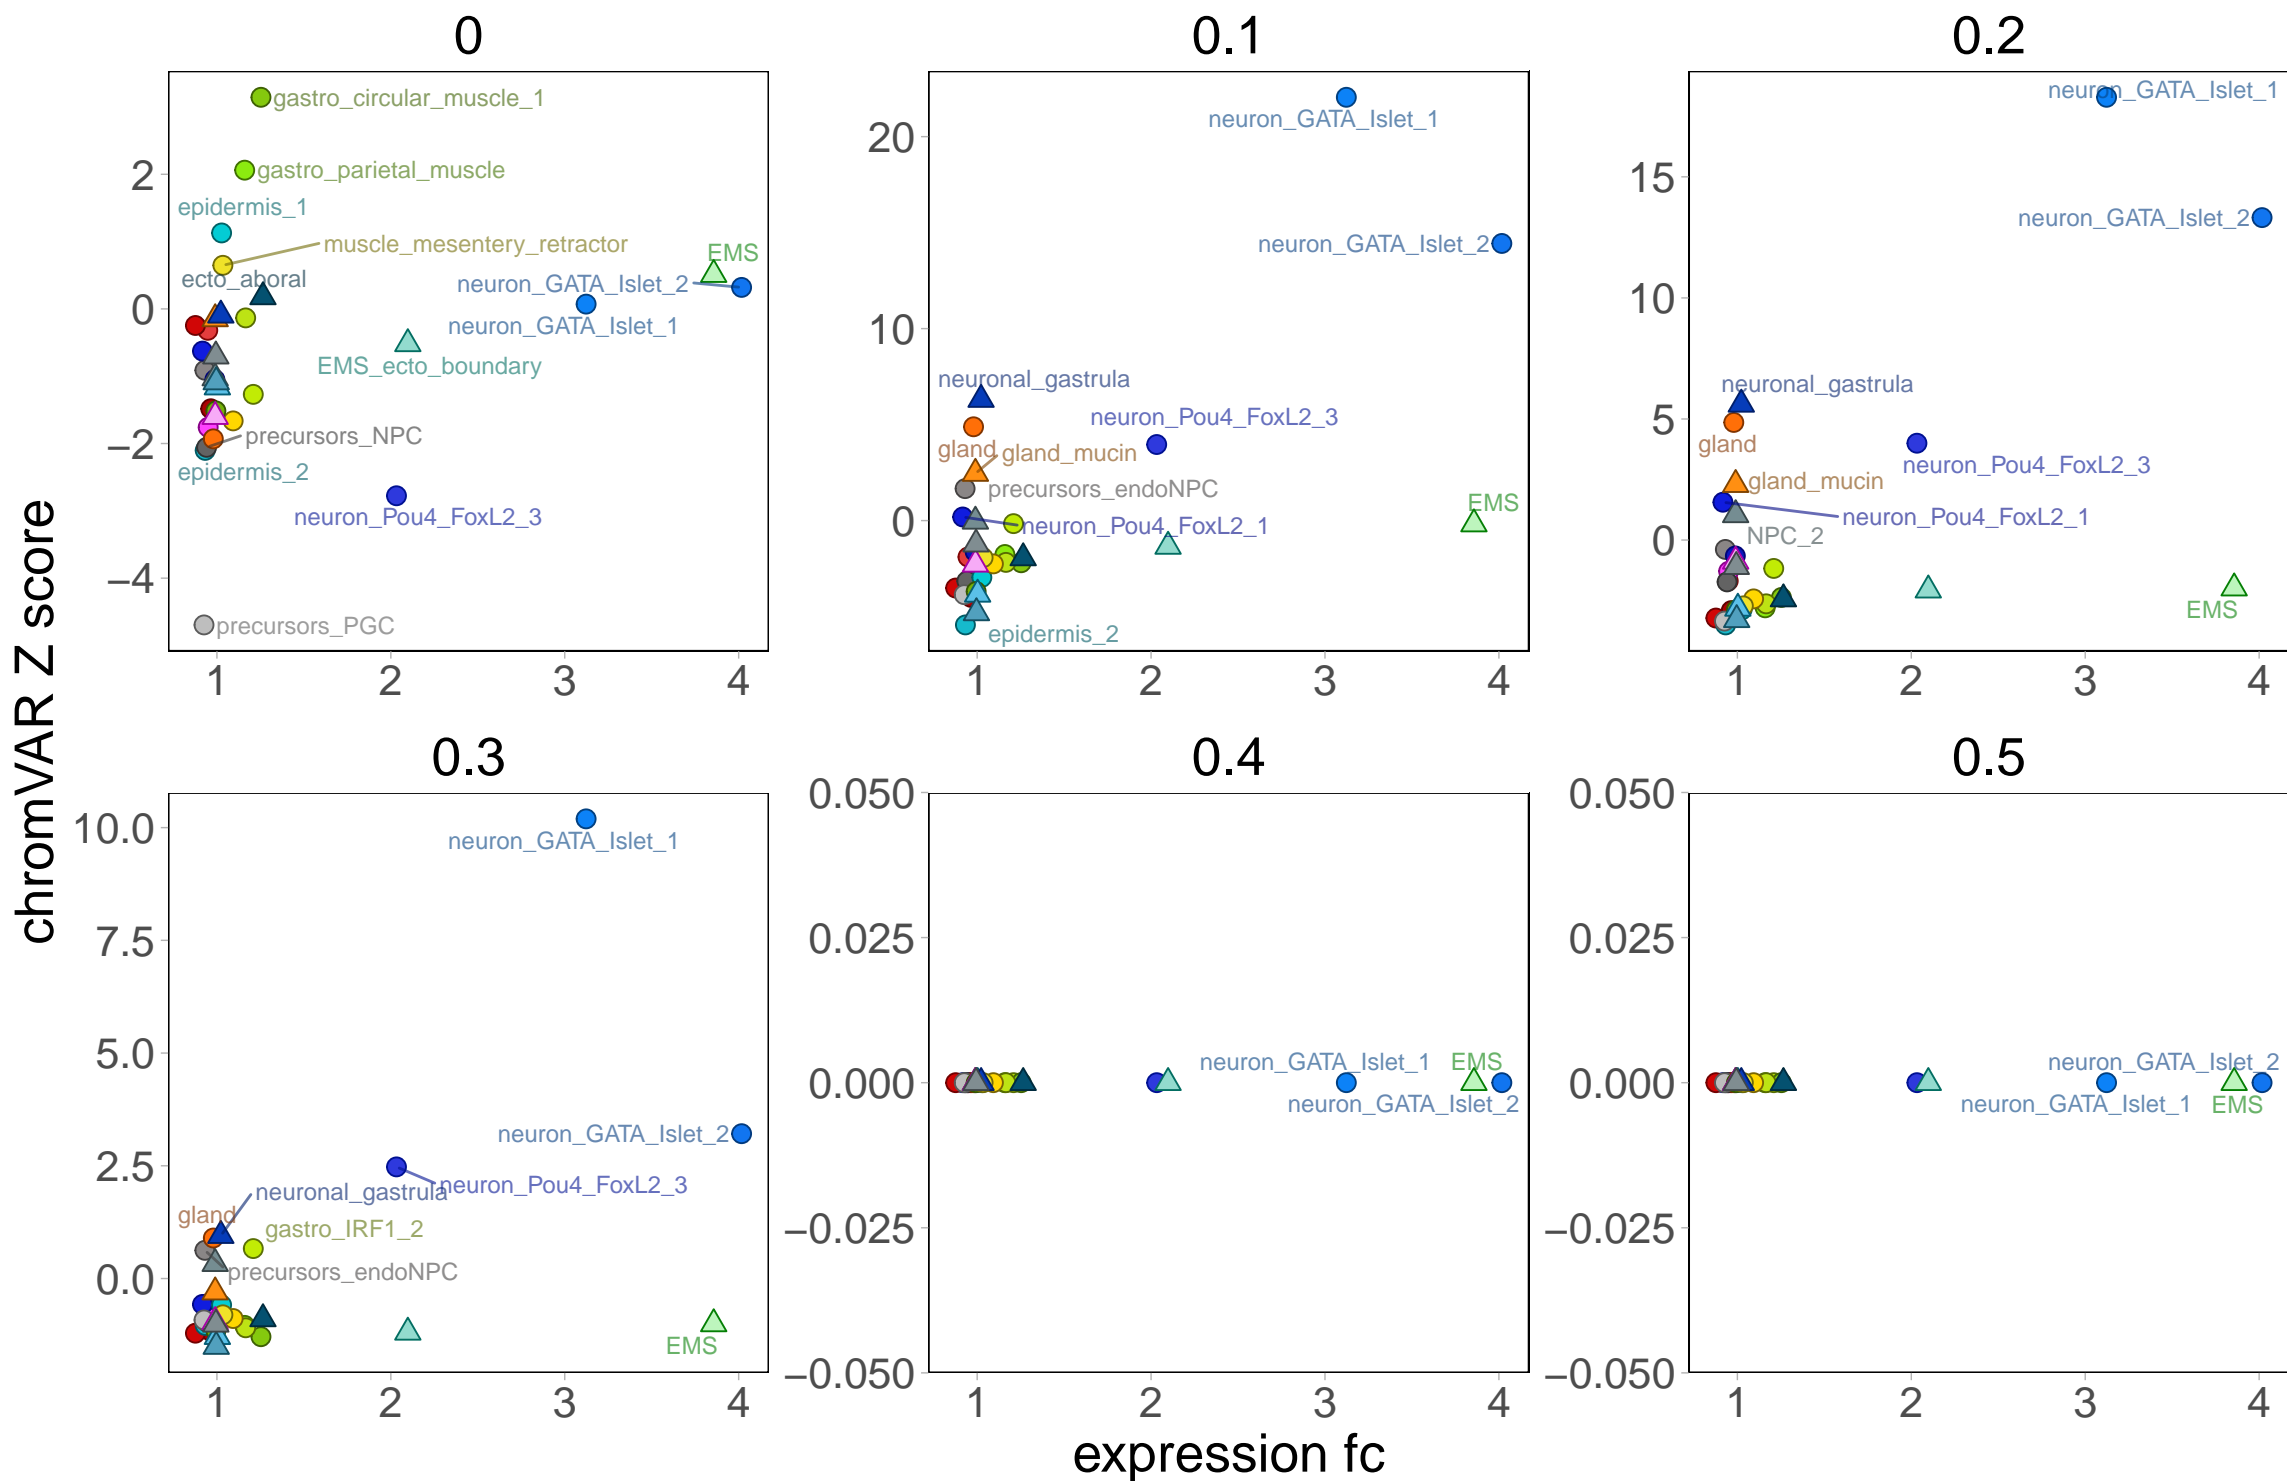 0
0.1
0.2
gastro_circular_muscle_1
gastro_parietal_muscle
epidermis_1
muscle_mesentery_retractor
ecto_aboral
EMS
neuron_GATA_Islet_2
neuron_GATA_Islet_1
EMS_ecto_boundary
precursors_NPC
epidermis_2
neuron_Pou4_FoxL2_3
precursors_PGC
2
0
−2
−4
1
2
3
4
neuron_GATA_Islet_1
neuron_GATA_Islet_2
neuronal_gastrula
neuron_Pou4_FoxL2_3
gland
gland_mucin
precursors_endoNPC
neuron_Pou4_FoxL2_1
EMS
epidermis_2
20
10
0
1
2
3
4
neuron_GATA_Islet_1
neuron_GATA_Islet_2
neuronal_gastrula
gland
neuron_Pou4_FoxL2_3
gland_mucin
neuron_Pou4_FoxL2_1
NPC_2
EMS
15
10
5
0
1
2
3
4
chromVAR Z score
0.3
0.4
0.5
10.0
7.5
5.0
2.5
0.0
neuron_GATA_Islet_1
neuron_GATA_Islet_2
neuron_Pou4_FoxL2_3
neuronal_gastrula
gland
gastro_IRF1_2
precursors_endoNPC
EMS
1
2
3
4
0.050
0.025
0.000
−0.025
−0.050
neuron_GATA_Islet_1
EMS
neuron_GATA_Islet_2
1
2
3
4
0.050
0.025
0.000
−0.025
−0.050
neuron_GATA_Islet_2
neuron_GATA_Islet_1
EMS
1
2
3
4
expression fc